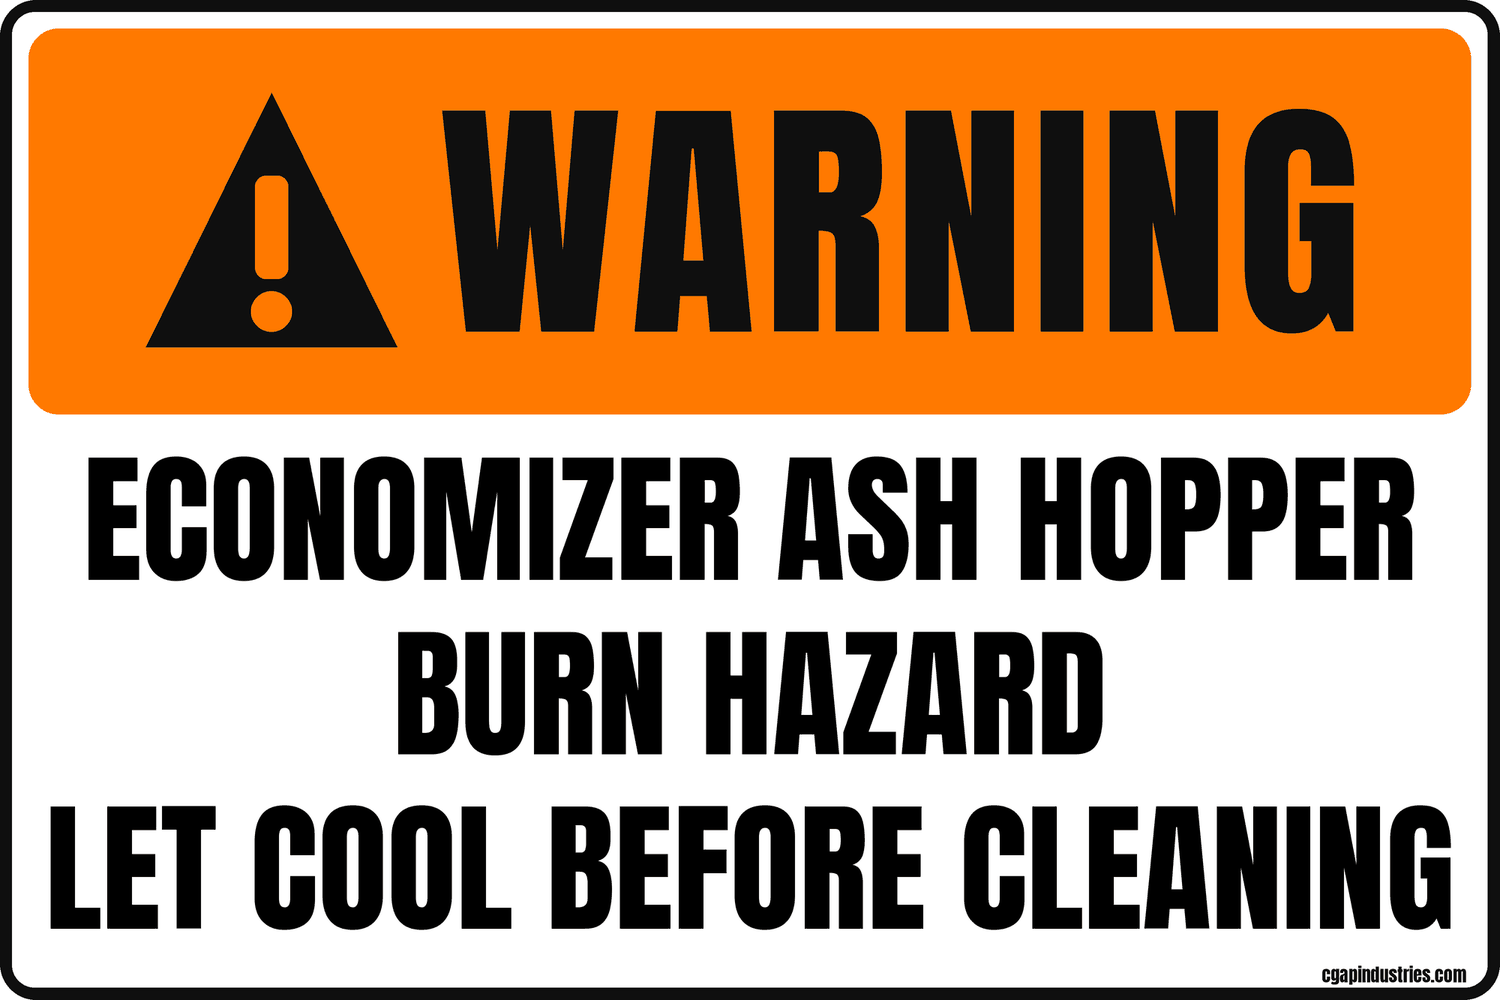 WARNING
ECONOMIZER ASH HOPPER
BURN HAZARD
LET COOL BEFORE CLEANING
cgapindustries.com